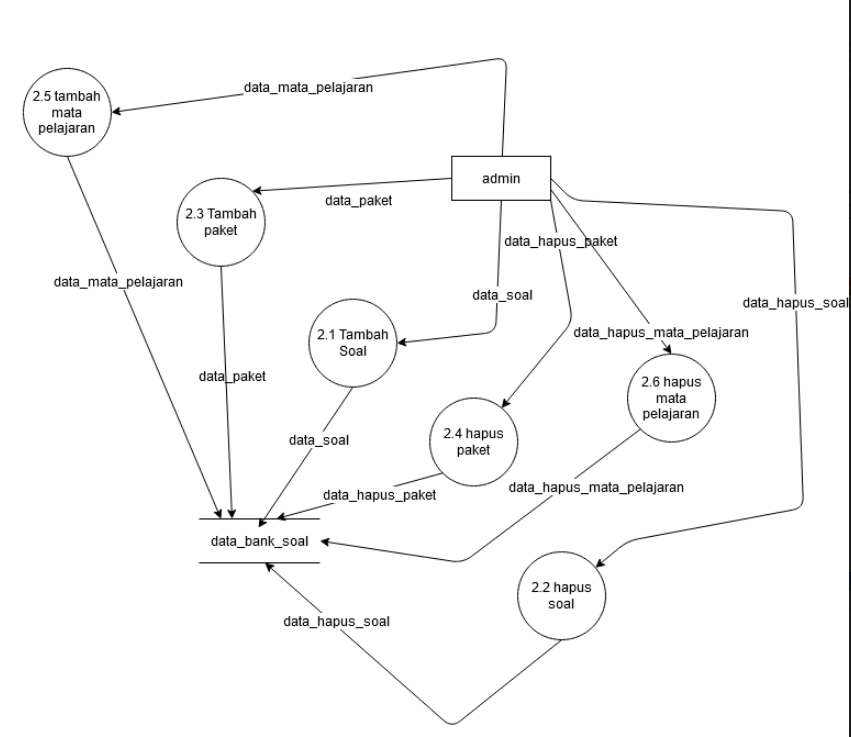 data_mata_pelajaran
2.5 tambah
mata
pelajaran
admin
data_paket
2.3 Tambah
paket
data_hapus_paket
data_mata_pelajaran
data_soal
data_hapus_soal
2.1 Tambah
Soal
data_hapus_mata_pelajaran
data_paket
2.6 hapus
mata
pelajaran
2.4 hapus
paket
data_soal
data_hapus_paket
data_hapus_mata_pelajaran
data_bank_soal
2.2 hapus
soal
data_hapus_soal